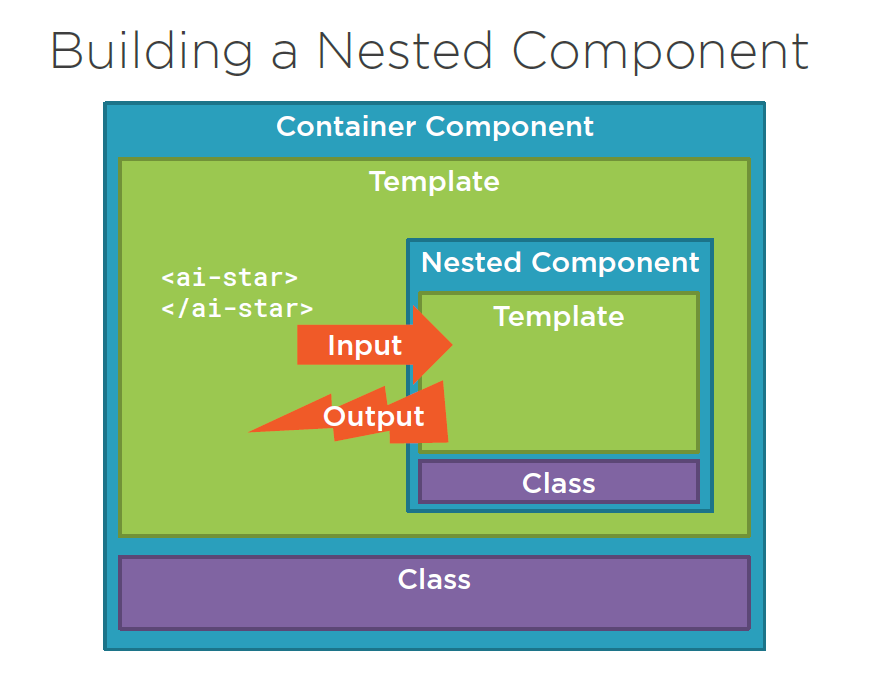 Building a Nested Component
Container Component
Template
<ai-star>
</ai-star>
Nested Component
Template
Input
Output
Class
Class